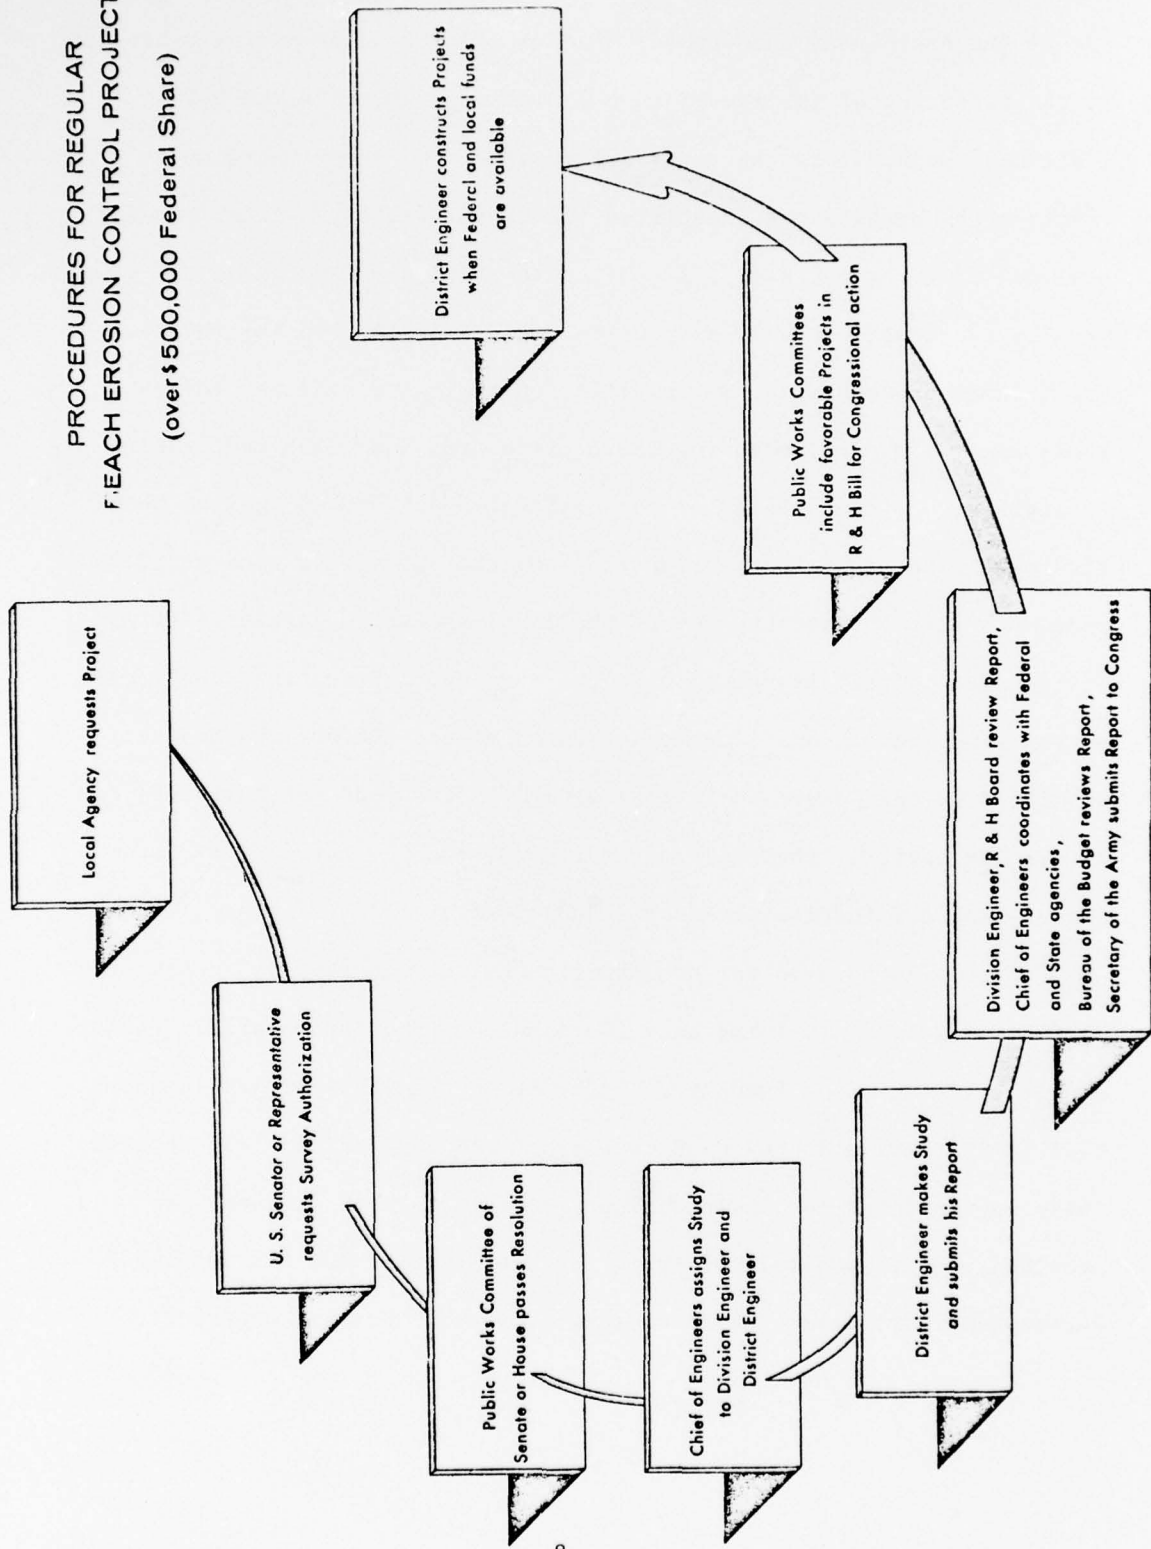 PROCEDURES FOR REGULAR
EACH EROSION CONTROL PROJECT
(over $500,000 Federal Share)
Local Agency requests Project
U. S. Senator or Representative
requests Survey Authorization
Public Works Committee of
Senate or House passes Resolution
Chief of Engineers assigns Study
to Division Engineer and
District Engineer
District Engineer makes Study
and submits his Report
Division Engineer, R & H Board review Report,
Chief of Engineers coordinates with Federal
and State agencies,
Bureau of the Budget reviews Report,
Secretary of the Army submits Report to Congress
Public Works Committees
include favorable Projects in
R & H Bill for Congressional action
District Engineer constructs Projects
when Federal and local funds
are available